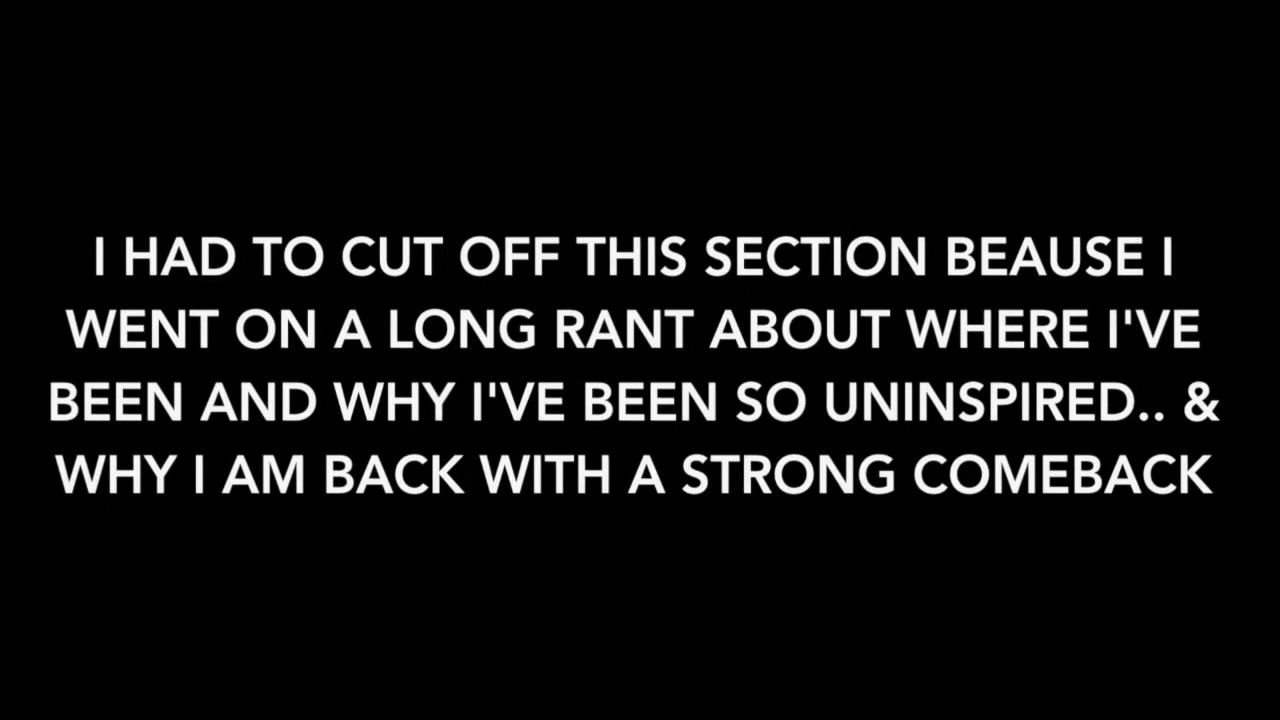 I HAD TO CUT OFF THIS SECTION BEAUSE I
WENT ON A LONG RANT ABOUT WHERE I'VE
BEEN AND WHY I'VE BEEN SO UNINSPIRED.. &
WHY I AM BACK WITH A STRONG COMEBACK